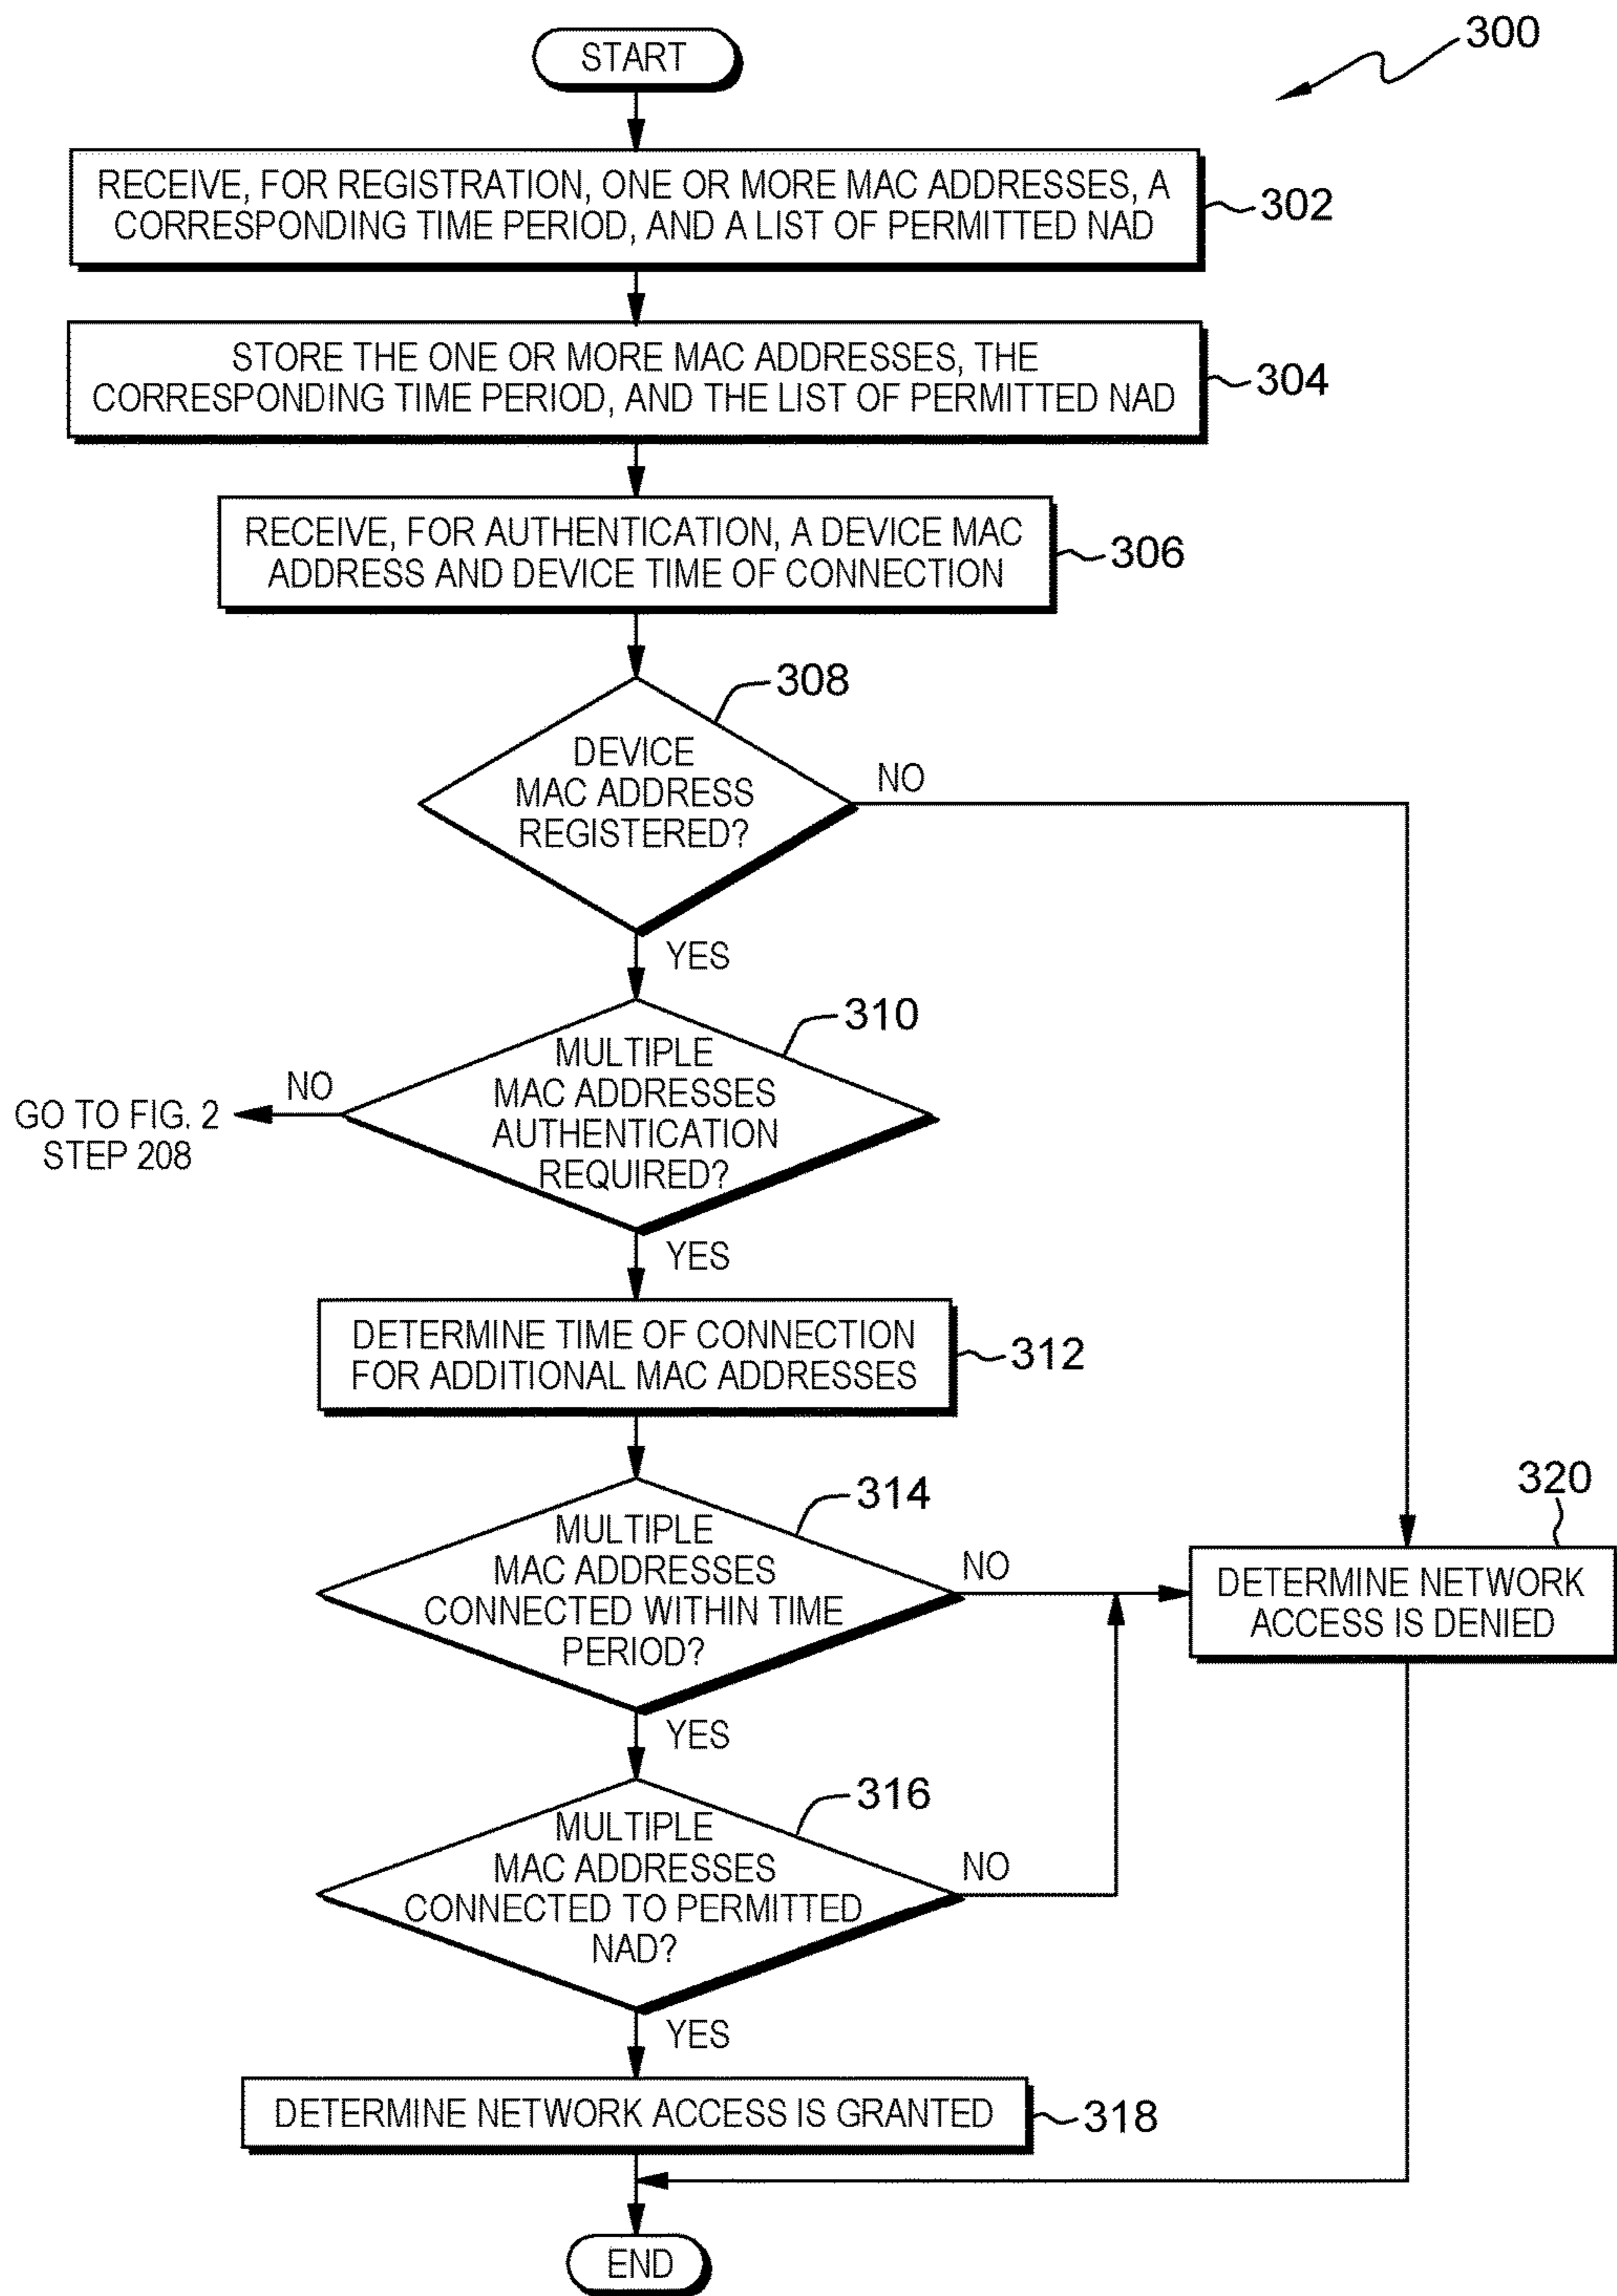 START
300
RECEIVE, FOR REGISTRATION, ONE OR MORE MAC ADDRESSES, A
CORRESPONDING TIME PERIOD, AND A LIST OF PERMITTED NAD
302
STORE THE ONE OR MORE MAC ADDRESSES, THE
CORRESPONDING TIME PERIOD, AND THE LIST OF PERMITTED NAD
304
RECEIVE, FOR AUTHENTICATION, A DEVICE MAC
ADDRESS AND DEVICE TIME OF CONNECTION
306
308
DEVICE
MAC ADDRESS
REGISTERED?
NO
YES
310
MULTIPLE
MAC ADDRESSES
AUTHENTICATION
REQUIRED?
NO
GO TO FIG. 2
STEP 208
YES
DETERMINE TIME OF CONNECTION
FOR ADDITIONAL MAC ADDRESSES
312
314
MULTIPLE
MAC ADDRESSES
CONNECTED WITHIN TIME
PERIOD?
NO
320
DETERMINE NETWORK
ACCESS IS DENIED
YES
316
MULTIPLE
MAC ADDRESSES
CONNECTED TO PERMITTED
NAD?
NO
YES
DETERMINE NETWORK ACCESS IS GRANTED
318
END